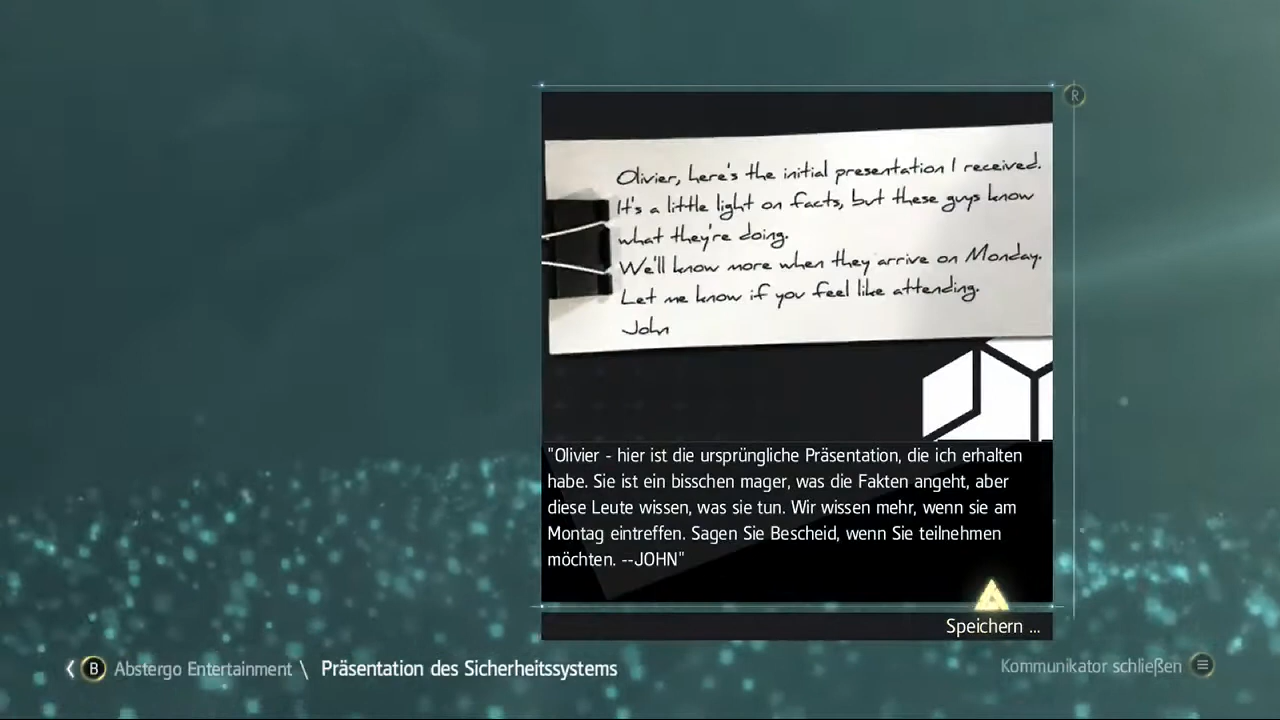 R
Olivier, here's the initial presentation I received.
It's a little light on facts, but these guys know
what they're doing.
We'll know more when they arrive on Monday.
Let me know if you feel like attending.
John
"Olivier - hier ist die ursprüngliche Präsentation, die ich erhalten
habe. Sie ist ein bisschen mager, was die Fakten angeht, aber
diese Leute wissen, was sie tun. Wir wissen mehr, wenn sie am
Montag eintreffen. Sagen Sie Bescheid, wenn Sie teilnehmen
möchten. --JOHN"
Speichern ...
B Abstergo Entertainment \ Präsentation des Sicherheitssystems
Kommunikator schließen